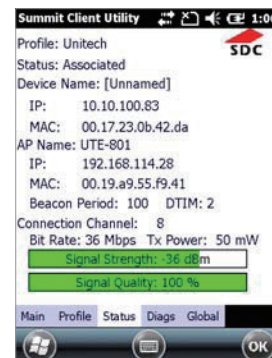 Summit Client Utility 1:0
Profile: Unitech
SDC
Status: Associated
Device Name: [Unnamed]
IP: 10.10.100.83
MAC: 00.17.23.0b.42.da
AP Name: UTE-801
IP: 192.168.114.28
MAC: 00.19.a9.55.f9.41
Beacon Period: 100 DTIM: 2
Connection Channel: 8
Bit Rate: 36 Mbps Tx Power: 50 mW
Signal Strength: -36 dBm
Signal Quality: 100 %
Main Profile Status Diags Global
OK